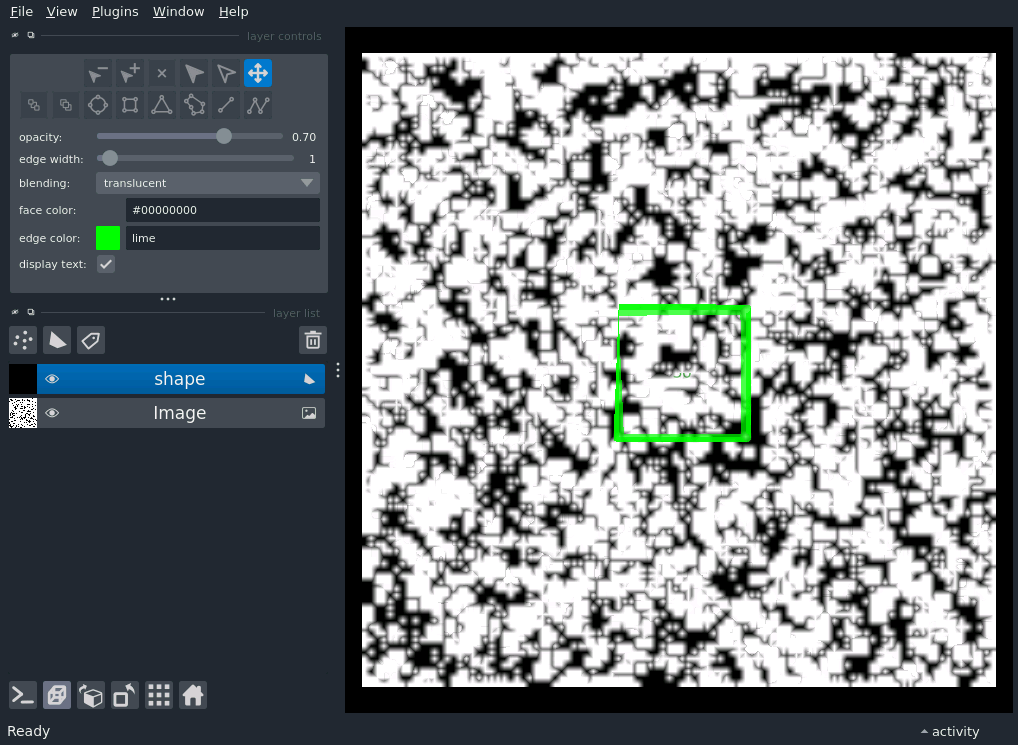 File View Plugins Window Help
layer controls
opacity: 0.70
edge width: 1
blending: translucent
face color: #00000000
edge color: lime
display text:
layer list
shape
Image
Ready
activity